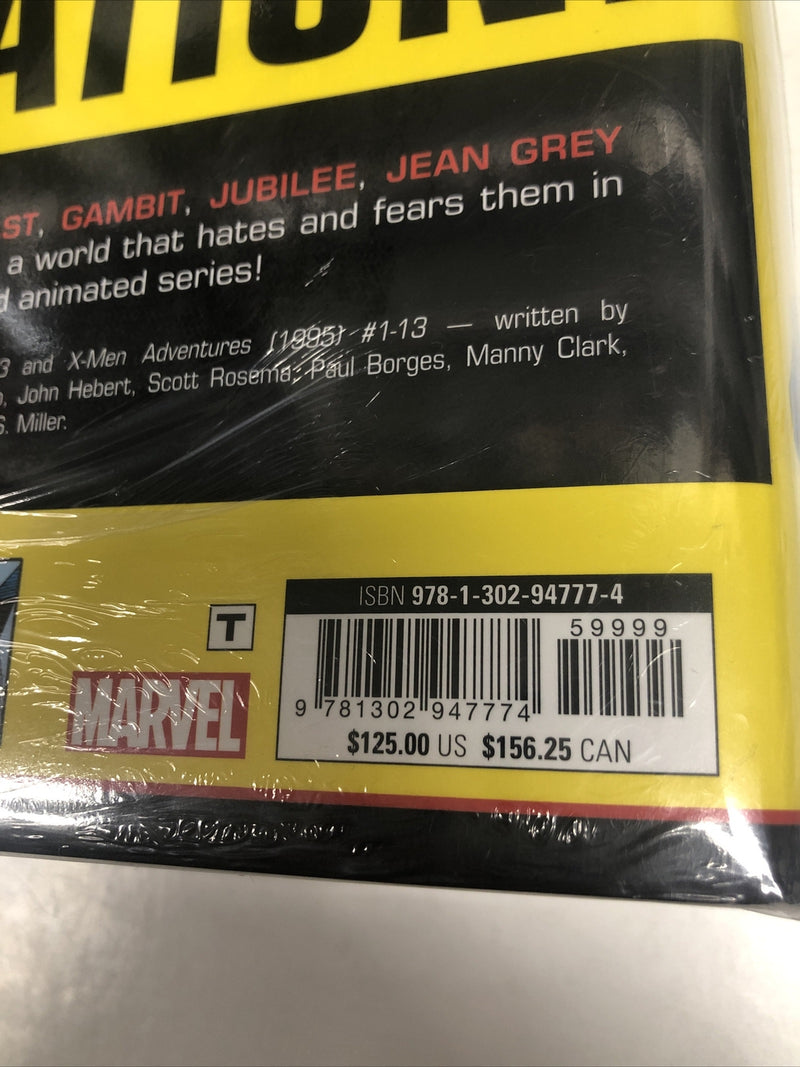 ATION!
ST, GAMBIT, JUBILEE, JEAN GREY
a world that hates and fears them in
d animated series!
3 and X-Men Adventures (1995) #1-13 — written by
, John Hebert, Scott Rosema, Paul Borges, Manny Clark,
S. Miller.
ISBN 978-1-302-94777-4
59999
T
MARVEL
9 781302 947774
$125.00 US $156.25 CAN